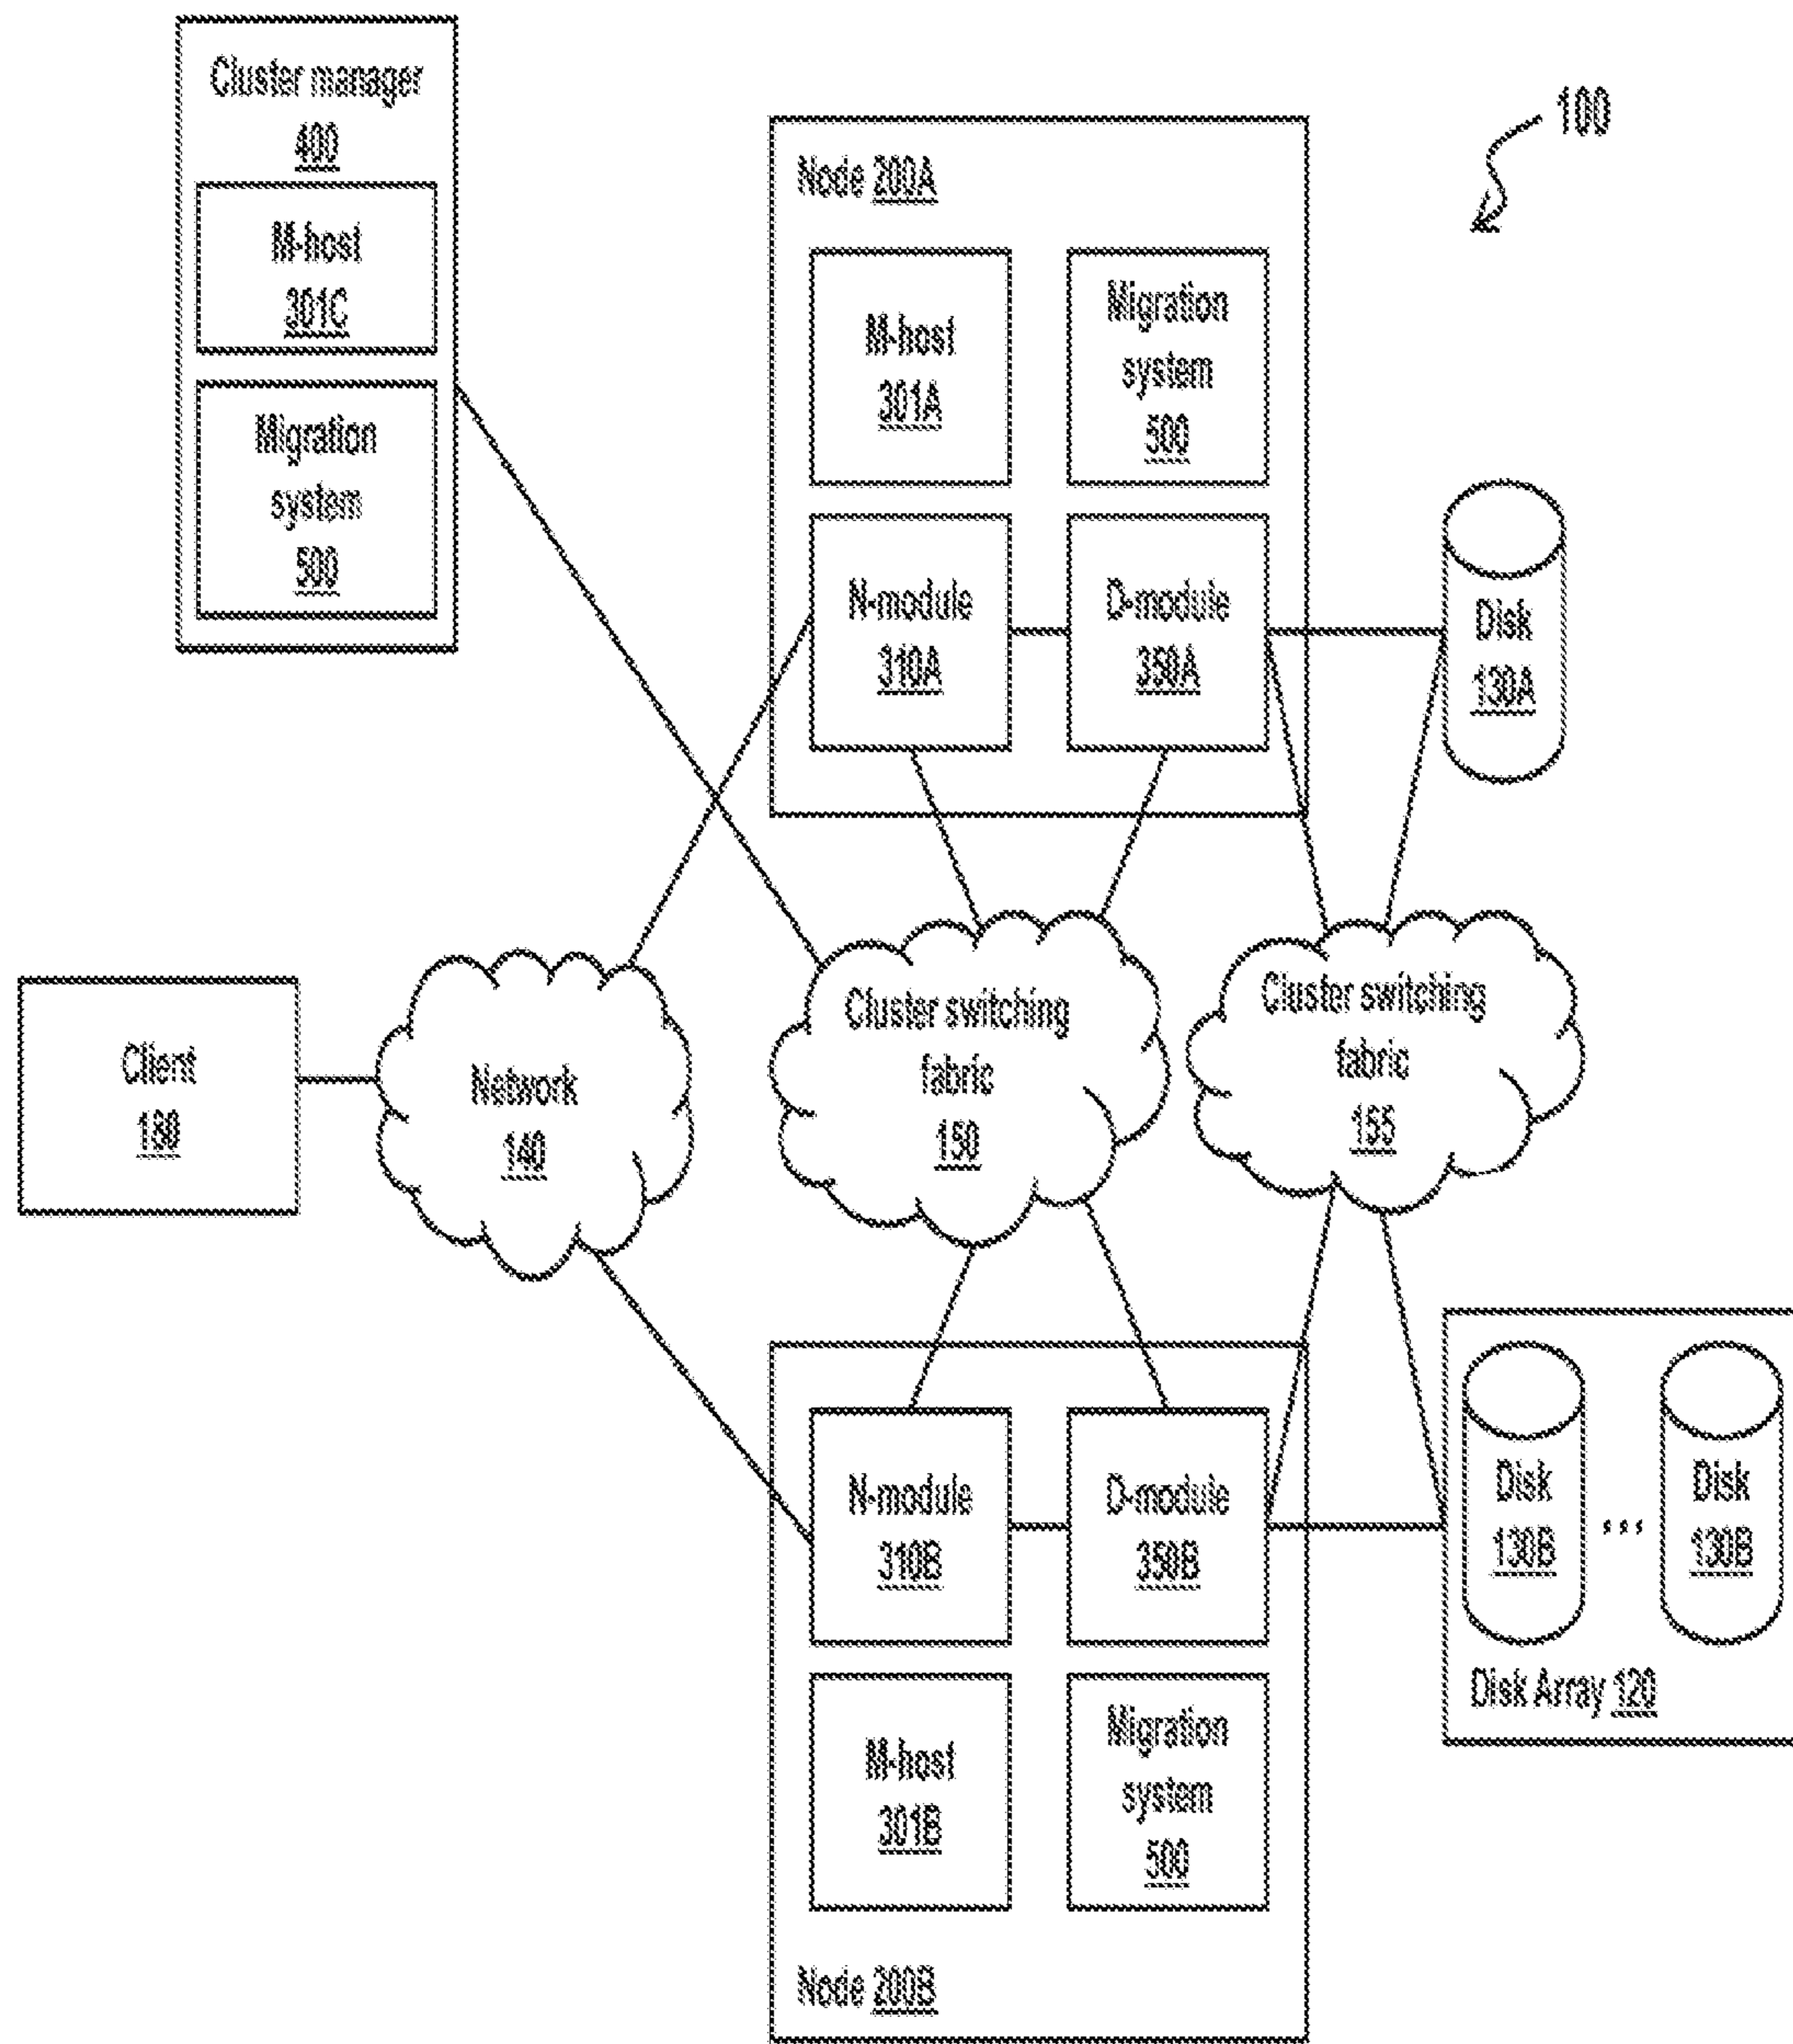 Cluster manager
400
M-host
301C
Migration
system
500
100
Node 200A
M-host
301A
Migration
system
500
N-module
310A
D-module
350A
Disk
130A
Client
180
Network
140
Cluster switching
fabric
150
Cluster switching
fabric
155
N-module
310B
D-module
350B
M-host
301B
Migration
system
500
Node 200B
Disk
130B
...
Disk
130B
Disk Array 120